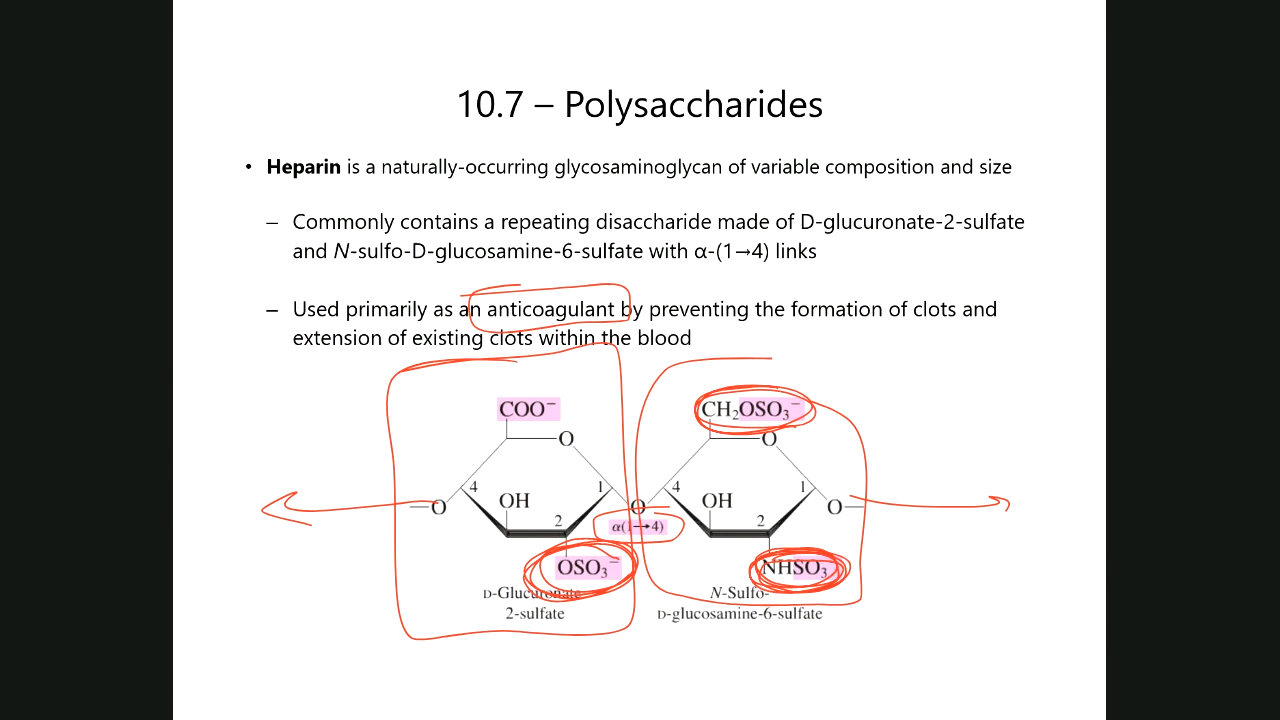 10.7 – Polysaccharides
• Heparin is a naturally-occurring glycosaminoglycan of variable composition and size
– Commonly contains a repeating disaccharide made of D-glucuronate-2-sulfate
and N-sulfo-D-glucosamine-6-sulfate with α-(1→4) links
– Used primarily as an anticoagulant by preventing the formation of clots and
extension of existing clots within the blood
COO⁻ CH₂OSO₃⁻
O O
4 1 4 1
OH OH
O O O
2 2
α(1→4)
OSO₃⁻ NHSO₃⁻
D-Glucuronate N-Sulfo-
2-sulfate D-glucosamine-6-sulfate